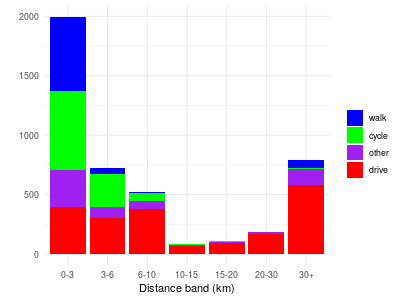 2000
1500
1000
500
0
0-3 3-6 6-10 10-15 15-20 20-30 30+
Distance band (km)
walk
cycle
other
drive